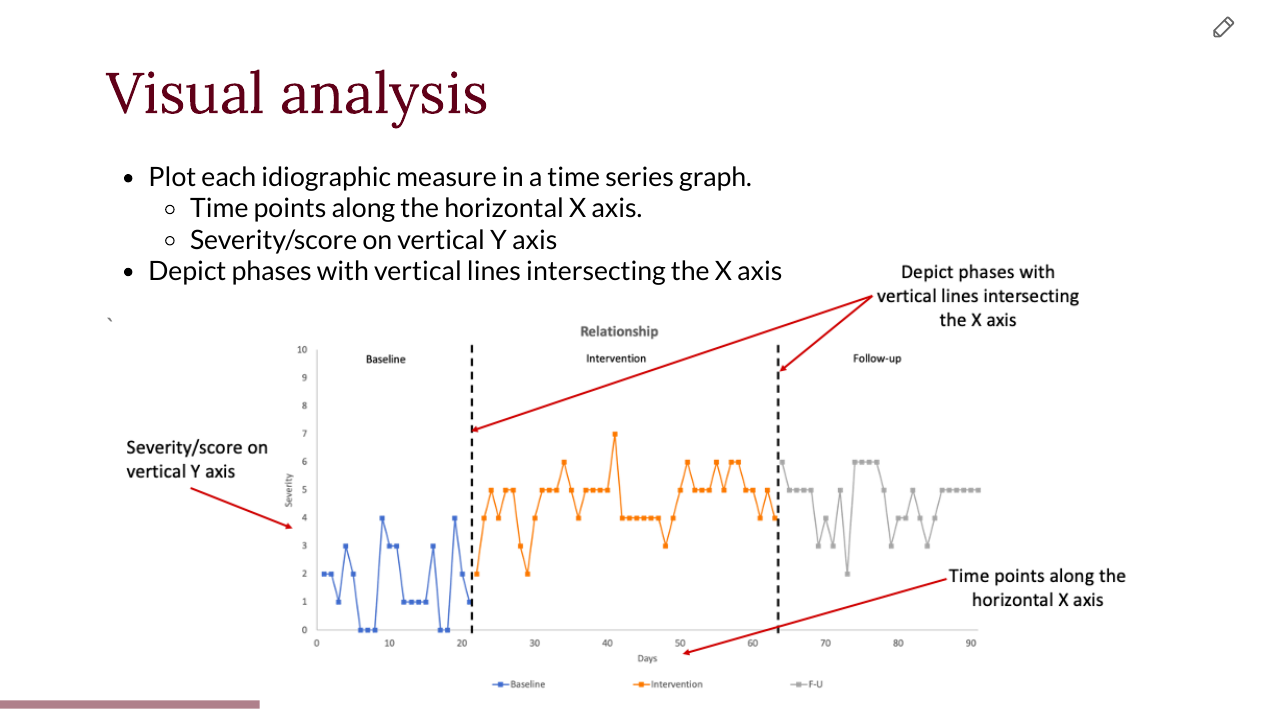 Visual analysis
• Plot each idiographic measure in a time series graph.
○ Time points along the horizontal X axis.
○ Severity/score on vertical Y axis
• Depict phases with vertical lines intersecting the X axis
Depict phases with
vertical lines intersecting
the X axis
`
Relationship
Baseline Intervention Follow-up
10
9
8
7
6
5
4
3
2
1
0
Severity
Severity/score on
vertical Y axis
Time points along the
horizontal X axis
0 10 20 30 40 50 60 70 80 90
Days
Baseline Intervention F-U